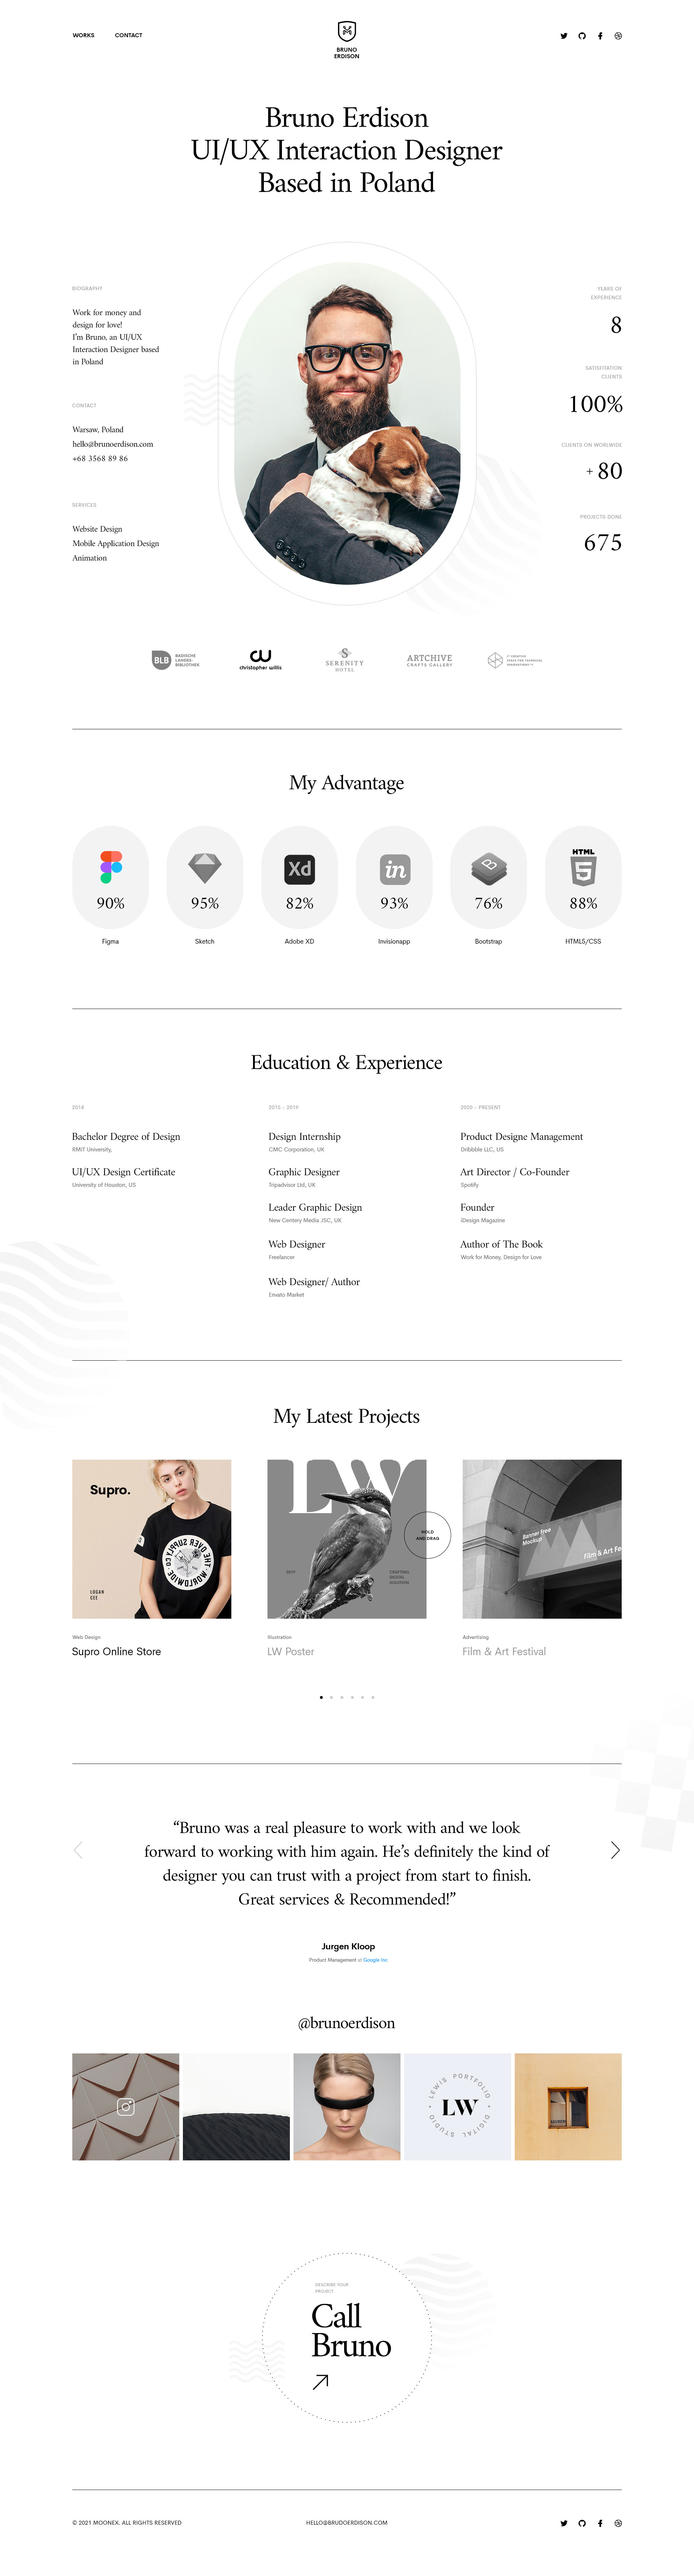 WORKS
CONTACT
BRUNO
ERDISON
Bruno Erdison
UI/UX Interaction Designer
Based in Poland
BIOGRAPHY
Work for money and
design for love!
I'm Bruno, an UI/UX
Interaction Designer based
in Poland
CONTACT
Warsaw, Poland
hello@brunoerdison.com
+68 3568 89 86
SERVICES
Website Design
Mobile Application Design
Animation
YEARS OF
EXPERIENCE
8
SATISFITATION
CLIENTS
100%
CLIENTS ON WORLWIDE
+ 80
PROJECTS DONE
675
BLB
BADISCHE
LANDES-
BIBLIOTHEK
christopher willis
S
SERENITY
HOTEL
ARTCHIVE
CRAFTS GALLERY
My Advantage
90%
Figma
95%
Sketch
Xd
82%
Adobe XD
in
93%
Invisionapp
B
76%
Bootstrap
HTML
5
88%
HTML5/CSS
Education & Experience
2014
Bachelor Degree of Design
RMIT University,
UI/UX Design Certificate
University of Houston, US
2015 - 2019
Design Internship
CMC Corporation, UK
Graphic Designer
Tripadvisor Ltd, UK
Leader Graphic Design
New Centery Media JSC, UK
Web Designer
Freelancer
Web Designer/ Author
Envato Market
2020 - PRESENT
Product Designe Management
Dribbble LLC, US
Art Director / Co-Founder
Spotify
Founder
iDesign Magazine
Author of The Book
Work for Money, Design for Love
My Latest Projects
Supro.
LOGAN
CEE
THE OVER SUPPLY CO
WORLDWIDE
Web Design
Supro Online Store
LW
2019
CRAFTING
DIGITAL
SOLUTION
HOLD
AND DRAG
Illustration
LW Poster
Banner Free
Mockup
Film & Art Fe
Advertising
Film & Art Festival
“Bruno was a real pleasure to work with and we look
forward to working with him again. He’s definitely the kind of
designer you can trust with a project from start to finish.
Great services & Recommended!”
Jurgen Kloop
Product Management at Google Inc
@brunoerdison
LEWIS PORTFOLIO
LW
DIGITAL STUDIO
DESCRIBE YOUR
PROJECT
Call
Bruno
© 2021 MOONEX. ALL RIGHTS RESERVED
HELLO@BRUDOERDISON.COM